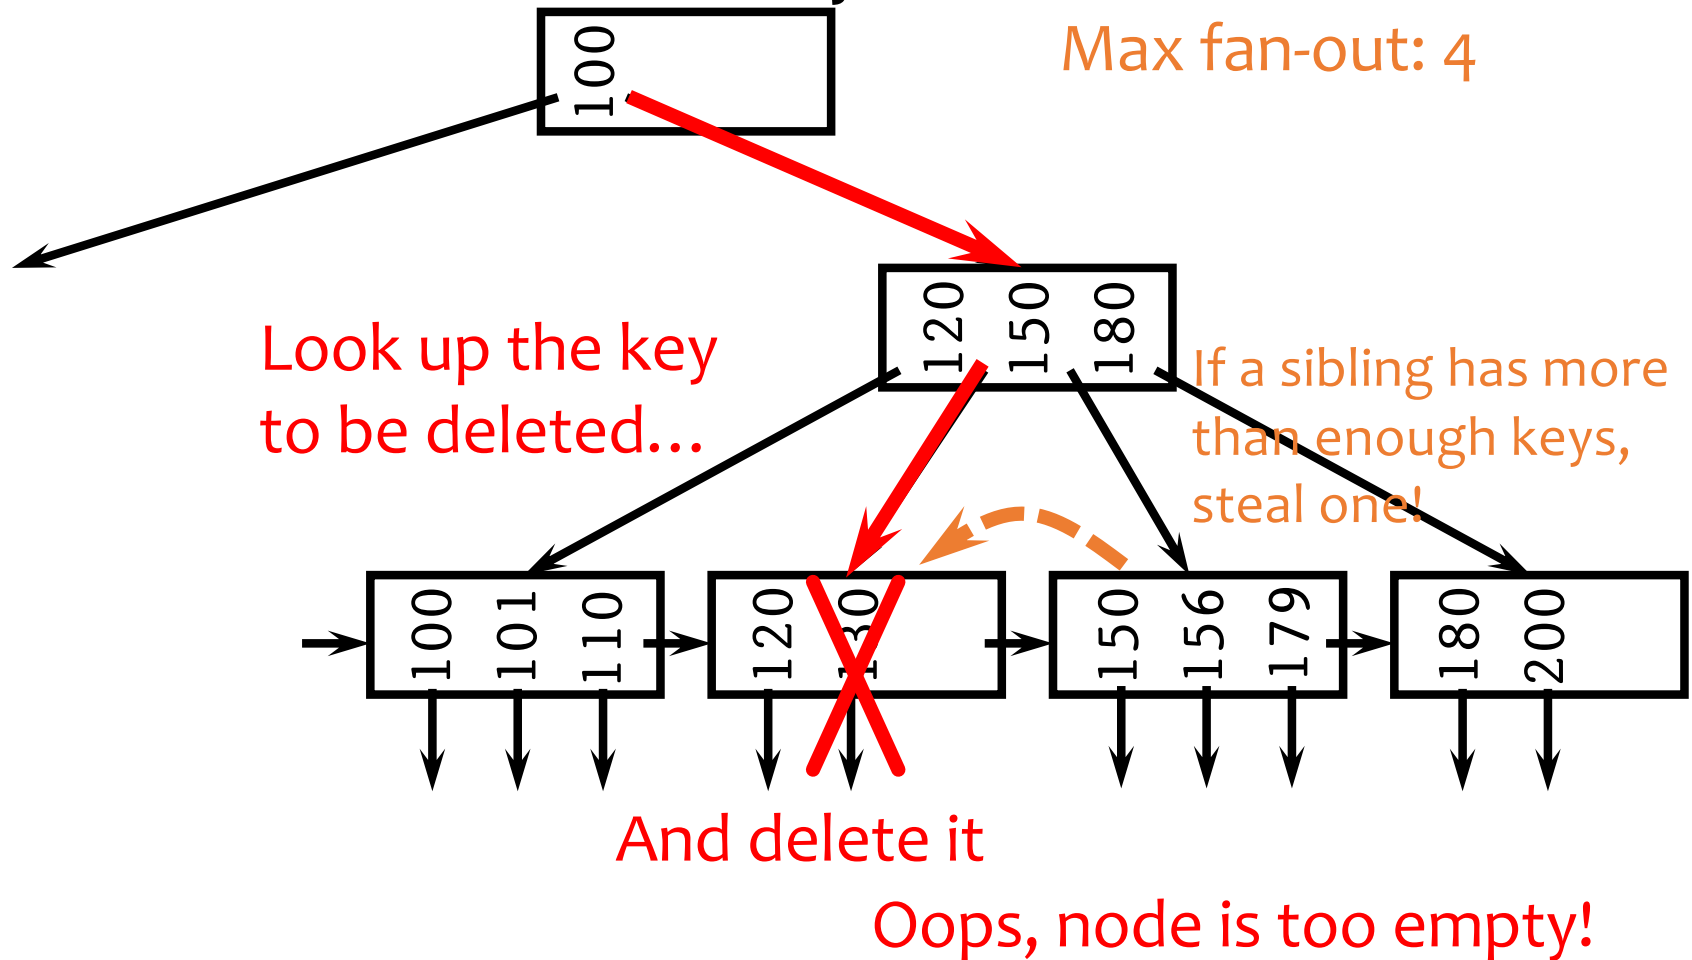 100
Max fan-out: 4
120 150 180
Look up the key
to be deleted...
If a sibling has more
than enough keys,
steal one!
100 101 110
120 130
150 156 179
180 200
And delete it
Oops, node is too empty!